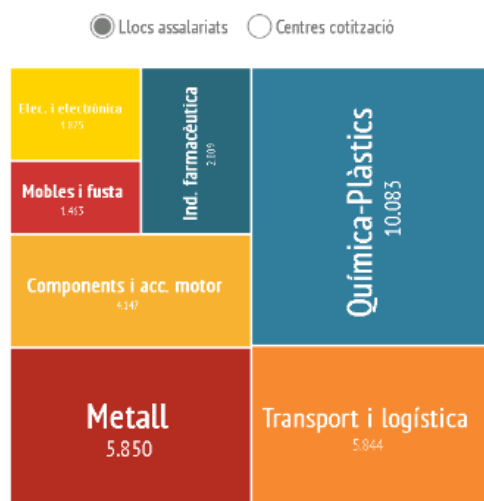 Llocs assalariats
Centres cotització
Elec. i electrònica
1.875
Mobles i fusta
1.463
Ind. farmacèutica
2.809
Química-Plàstics
10.083
Components i acc. motor
4.147
Metall
5.850
Transport i logística
5.844